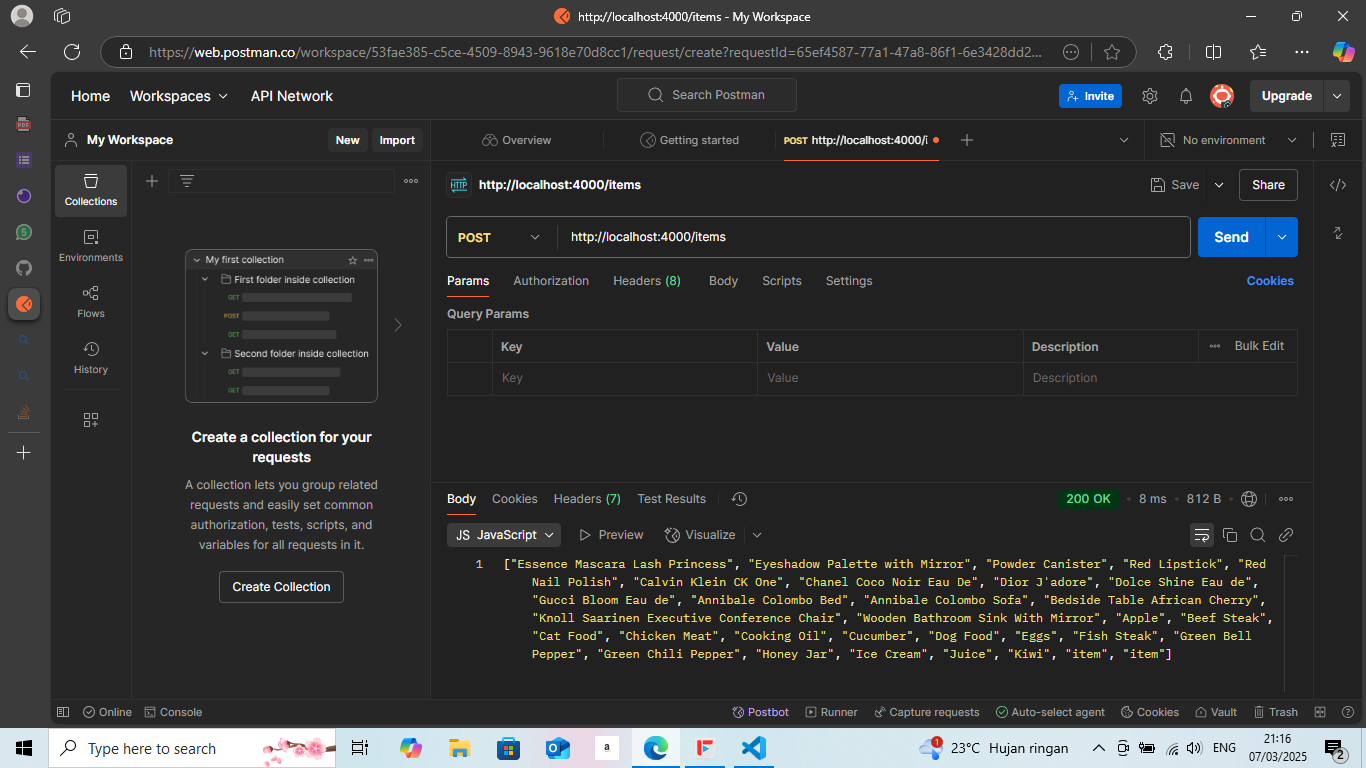 http://localhost:4000/items - My Workspace
https://web.postman.co/workspace/53fae385-c5ce-4509-8943-9618e70d8cc1/request/create?requestId=65ef4587-77a1-47a8-86f1-6e3428dd2...
Home Workspaces API Network Search Postman Invite Upgrade
My Workspace New Import Overview Getting started POST http://localhost:4000/i No environment
Collections
Environments
Flows
History
My first collection
First folder inside collection
GET
POST
GET
Second folder inside collection
GET
GET
Create a collection for your
requests
A collection lets you group related
requests and easily set common
authorization, tests, scripts, and
variables for all requests in it.
Create Collection
HTTP http://localhost:4000/items Save Share
POST http://localhost:4000/items Send
Params Authorization Headers (8) Body Scripts Settings Cookies
Query Params
Key Value Description Bulk Edit
Key Value Description
Body Cookies Headers (7) Test Results 200 OK 8 ms 812 B
JS JavaScript Preview Visualize
1 ["Essence Mascara Lash Princess", "Eyeshadow Palette with Mirror", "Powder Canister", "Red Lipstick", "Red
Nail Polish", "Calvin Klein CK One", "Chanel Coco Noir Eau De", "Dior J'adore", "Dolce Shine Eau de",
"Gucci Bloom Eau de", "Annibale Colombo Bed", "Annibale Colombo Sofa", "Bedside Table African Cherry",
"Knoll Saarinen Executive Conference Chair", "Wooden Bathroom Sink With Mirror", "Apple", "Beef Steak",
"Cat Food", "Chicken Meat", "Cooking Oil", "Cucumber", "Dog Food", "Eggs", "Fish Steak", "Green Bell
Pepper", "Green Chili Pepper", "Honey Jar", "Ice Cream", "Juice", "Kiwi", "item", "item"]
Online Console Postbot Runner Capture requests Auto-select agent Cookies Vault Trash
Type here to search a 1 23°C Hujan ringan ENG 21:16
07/03/2025 2